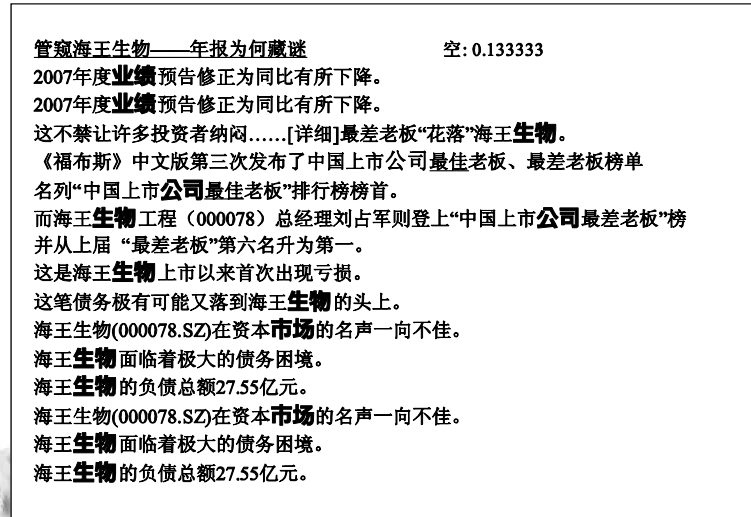 管窥海王生物——年报为何藏谜 空: 0.133333
2007年度业绩预告修正为同比有所下降。
2007年度业绩预告修正为同比有所下降。
这不禁让许多投资者纳闷……[详细]最差老板“花落”海王生物。
《福布斯》中文版第三次发布了中国上市公司最佳老板、最差老板榜单
名列“中国上市公司最佳老板”排行榜榜首。
而海王生物工程（000078）总经理刘占军则登上“中国上市公司最差老板”榜
并从上届 “最差老板”第六名升为第一。
这是海王生物上市以来首次出现亏损。
这笔债务极有可能又落到海王生物的头上。
海王生物(000078.SZ)在资本市场的名声一向不佳。
海王生物面临着极大的债务困境。
海王生物的负债总额27.55亿元。
海王生物(000078.SZ)在资本市场的名声一向不佳。
海王生物面临着极大的债务困境。
海王生物的负债总额27.55亿元。